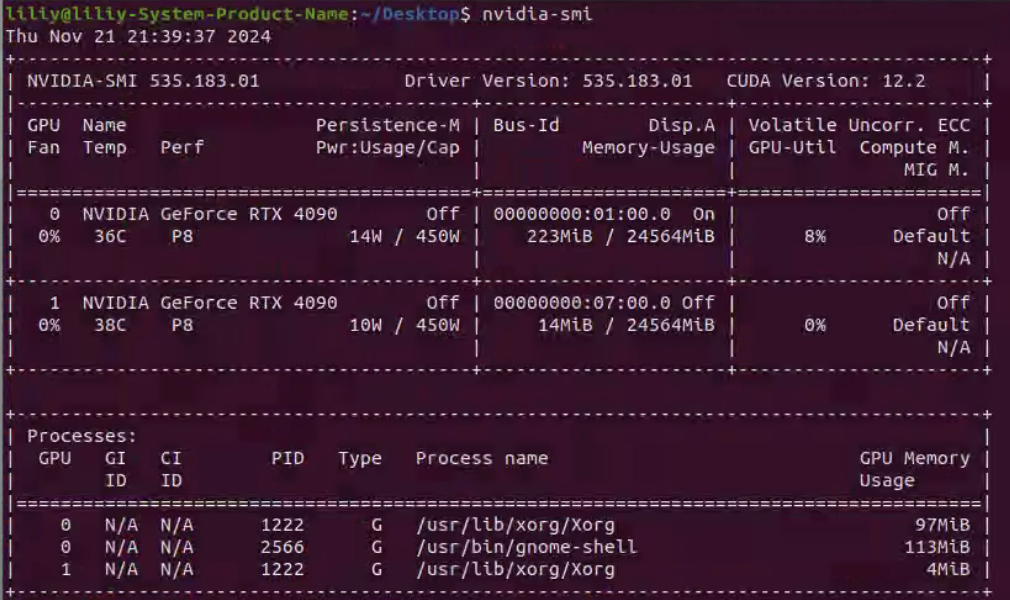 liliy@liliy-System-Product-Name:~/Desktop$ nvidia-smi
Thu Nov 21 21:39:37 2024
+-----------------------------------------------------------------------------+
| NVIDIA-SMI 535.183.01   Driver Version: 535.183.01   CUDA Version: 12.2 |
|-------------------------------+----------------------+----------------------+
| GPU Name Persistence-M | Bus-Id Disp.A | Volatile Uncorr. ECC |
| Fan Temp Perf Pwr:Usage/Cap | Memory-Usage | GPU-Util Compute M. |
| | | MIG M. |
|===============================+======================+======================|
| 0 NVIDIA GeForce RTX 4090 Off | 00000000:01:00.0 On | Off |
| 0% 36C P8 14W / 450W | 223MiB / 24564MiB | 8% Default |
| | | N/A |
+-------------------------------+----------------------+----------------------+
| 1 NVIDIA GeForce RTX 4090 Off | 00000000:07:00.0 Off | Off |
| 0% 38C P8 10W / 450W | 14MiB / 24564MiB | 0% Default |
| | | N/A |
+-------------------------------+----------------------+----------------------+
+-----------------------------------------------------------------------------+
| Processes: |
| GPU GI CI PID Type Process name GPU Memory |
| ID ID Usage |
|=============================================================================|
| 0 N/A N/A 1222 G /usr/lib/xorg/Xorg 97MiB |
| 0 N/A N/A 2566 G /usr/bin/gnome-shell 113MiB |
| 1 N/A N/A 1222 G /usr/lib/xorg/Xorg 4MiB |
+-----------------------------------------------------------------------------+